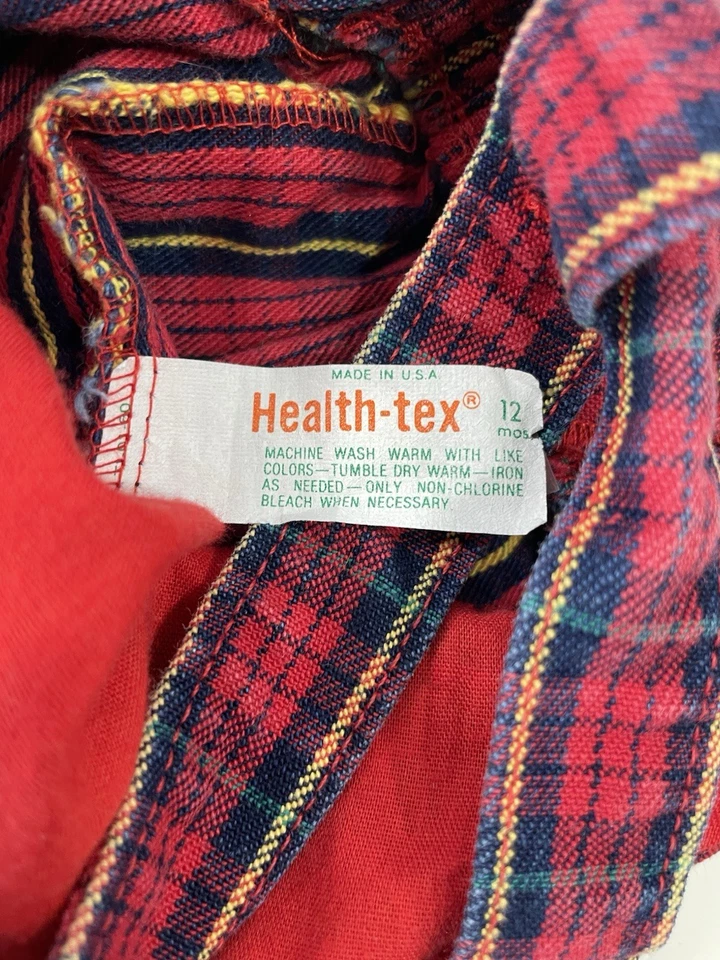 MADE IN U.S.A.
Health-tex® 12
mos.
MACHINE WASH WARM WITH LIKE
COLORS—TUMBLE DRY WARM—IRON
AS NEEDED—ONLY NON-CHLORINE
BLEACH WHEN NECESSARY